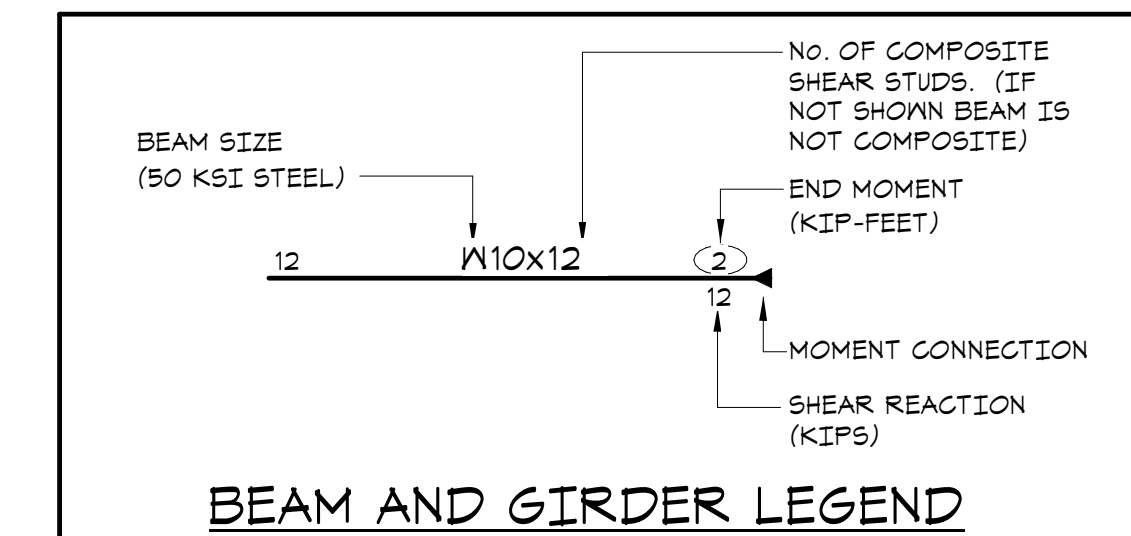 No. OF COMPOSITE
SHEAR STUDS. (IF
NOT SHOWN BEAM IS
NOT COMPOSITE)
BEAM SIZE
(50 KSI STEEL)
END MOMENT
(KIP-FEET)
12
W10x12
2
12
MOMENT CONNECTION
SHEAR REACTION
(KIPS)
BEAM AND GIRDER LEGEND